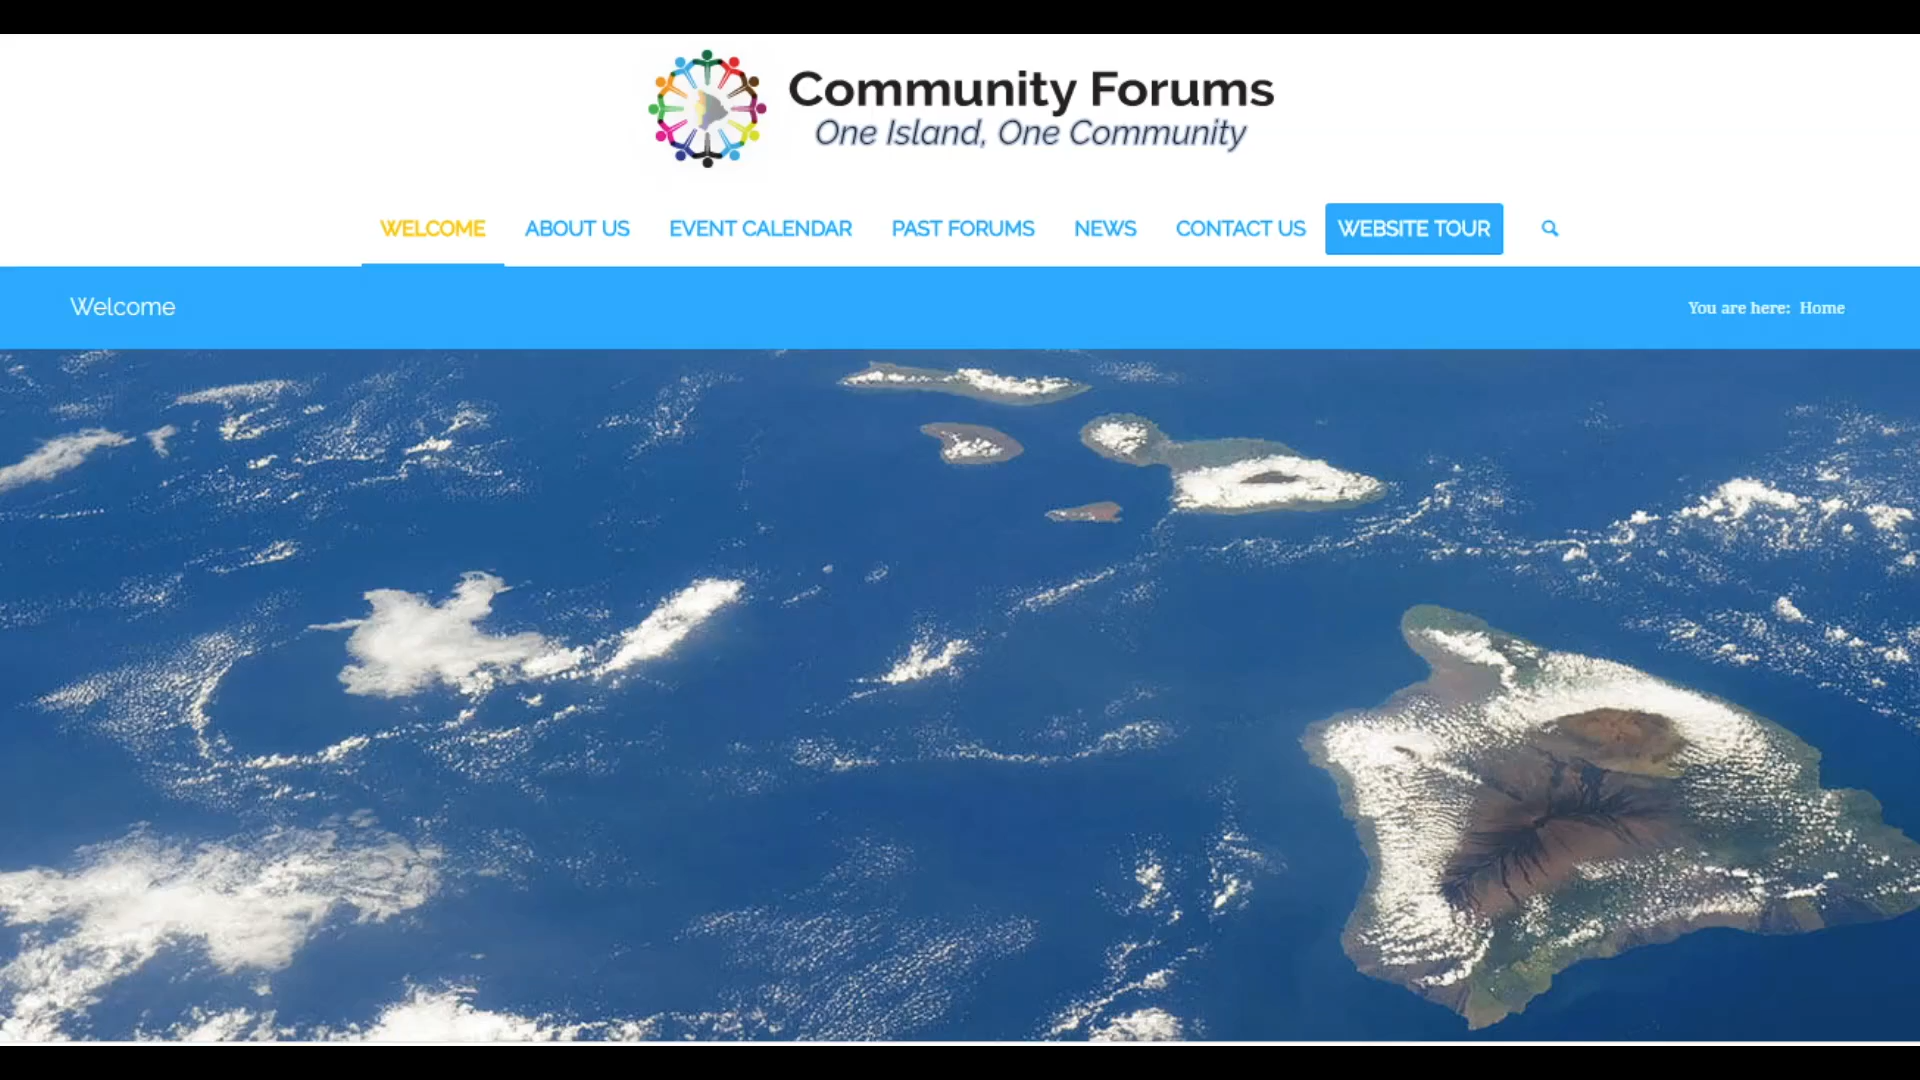 Community Forums
One Island, One Community
WELCOME ABOUT US EVENT CALENDAR PAST FORUMS NEWS CONTACT US WEBSITE TOUR
Welcome You are here: Home